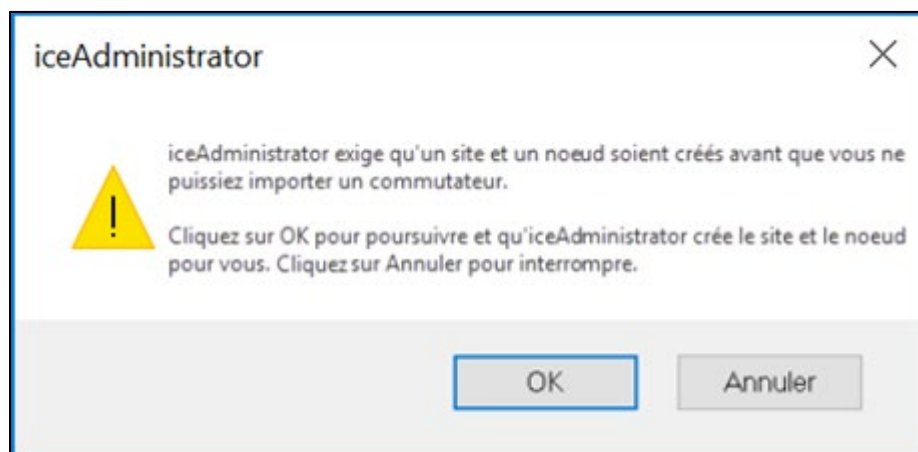 iceAdministrator
iceAdministrator exige qu'un site et un noeud soient créés avant que vous ne
puissiez importer un commutateur.
Cliquez sur OK pour poursuivre et qu'iceAdministrator crée le site et le noeud
pour vous. Cliquez sur Annuler pour interrompre.
OK
Annuler